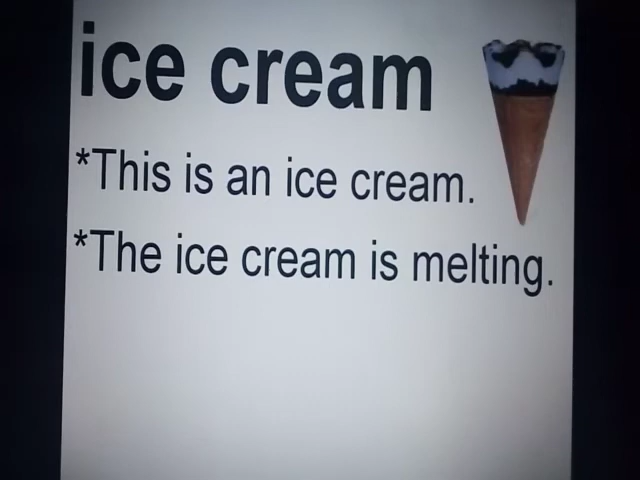 ice cream
*This is an ice cream.
*The ice cream is melting.